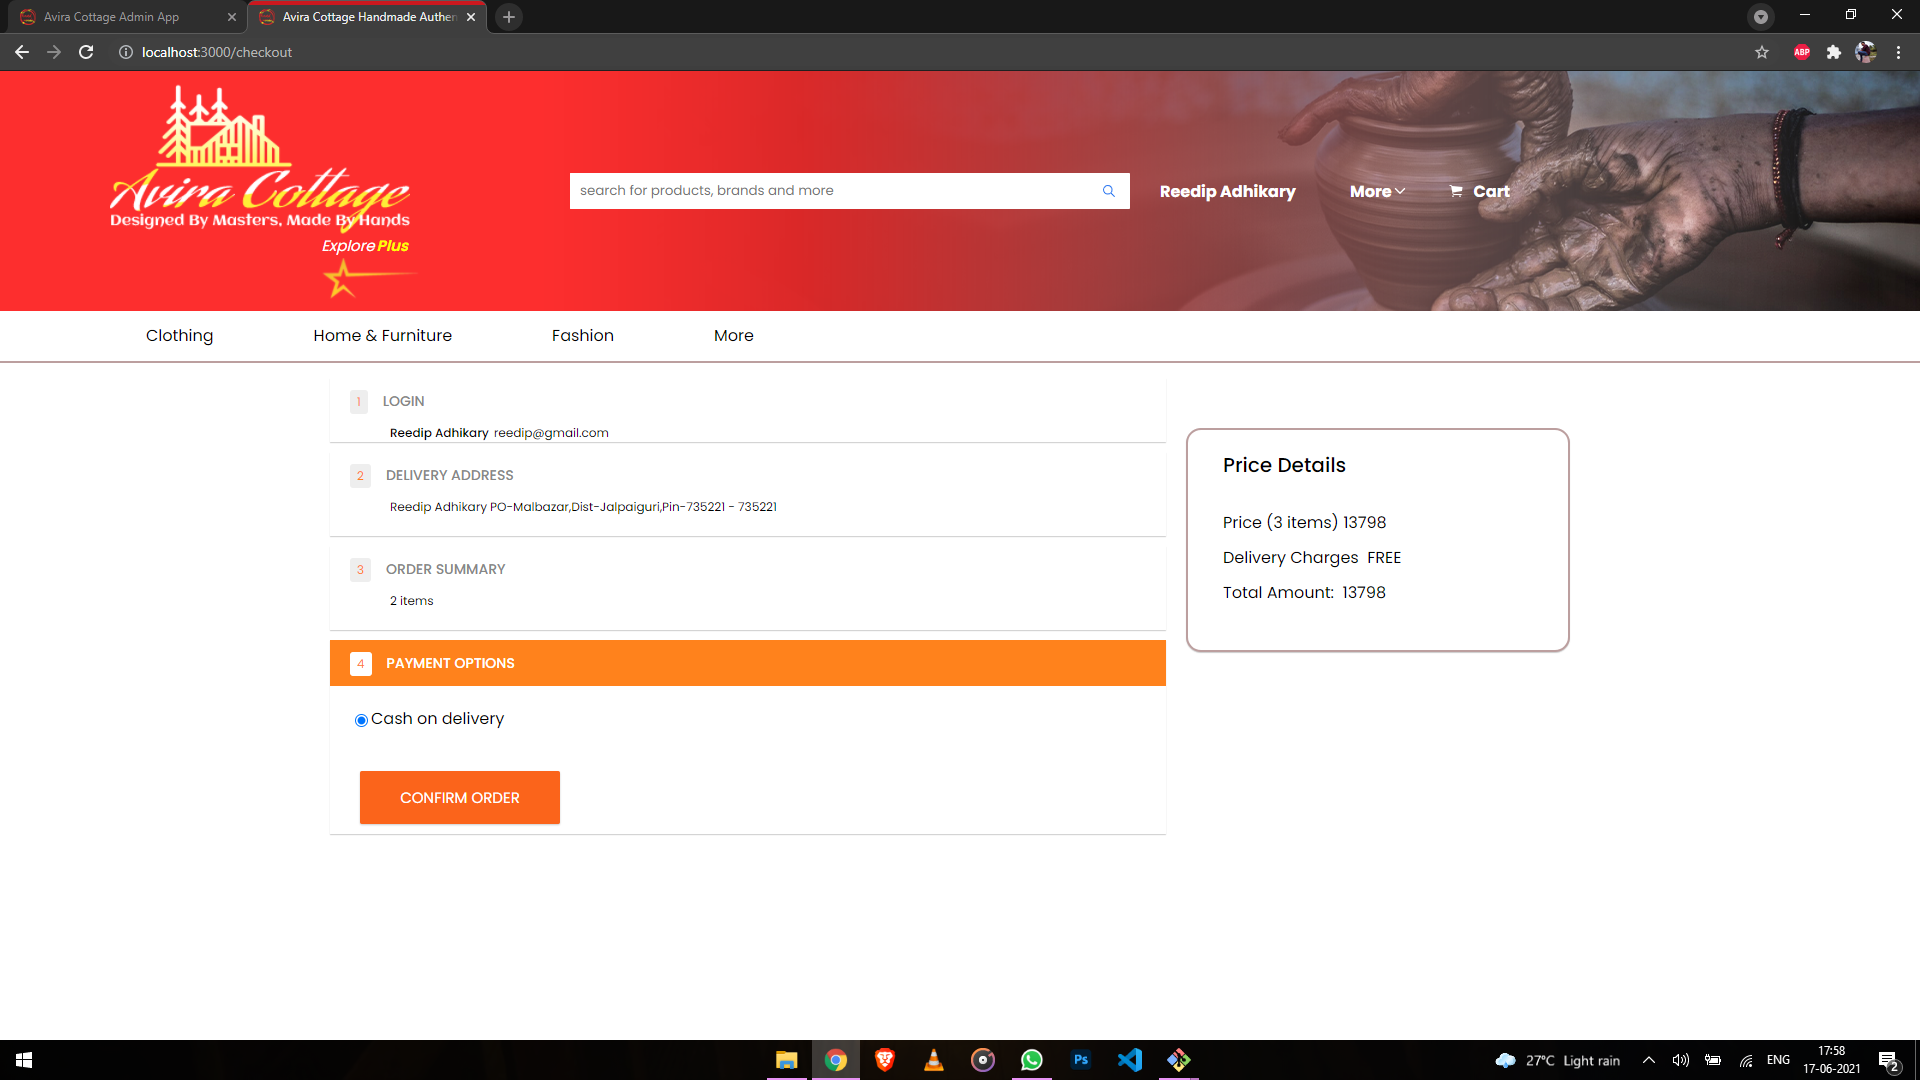 Avira Cottage Admin App
Avira Cottage Handmade Authen
localhost:3000/checkout
ABP
Avira Cottage
Designed By Masters, Made By Hands
Explore Plus
search for products, brands and more
Reedip Adhikary
More
Cart
Clothing
Home & Furniture
Fashion
More
1 LOGIN
Reedip Adhikary reedip@gmail.com
2 DELIVERY ADDRESS
Reedip Adhikary PO-Malbazar,Dist-Jalpaiguri,Pin-735221 - 735221
3 ORDER SUMMARY
2 items
4 PAYMENT OPTIONS
Cash on delivery
CONFIRM ORDER
Price Details
Price (3 items) 13798
Delivery Charges FREE
Total Amount: 13798
Ps
27°C Light rain
ENG
17:58
17-06-2021
2